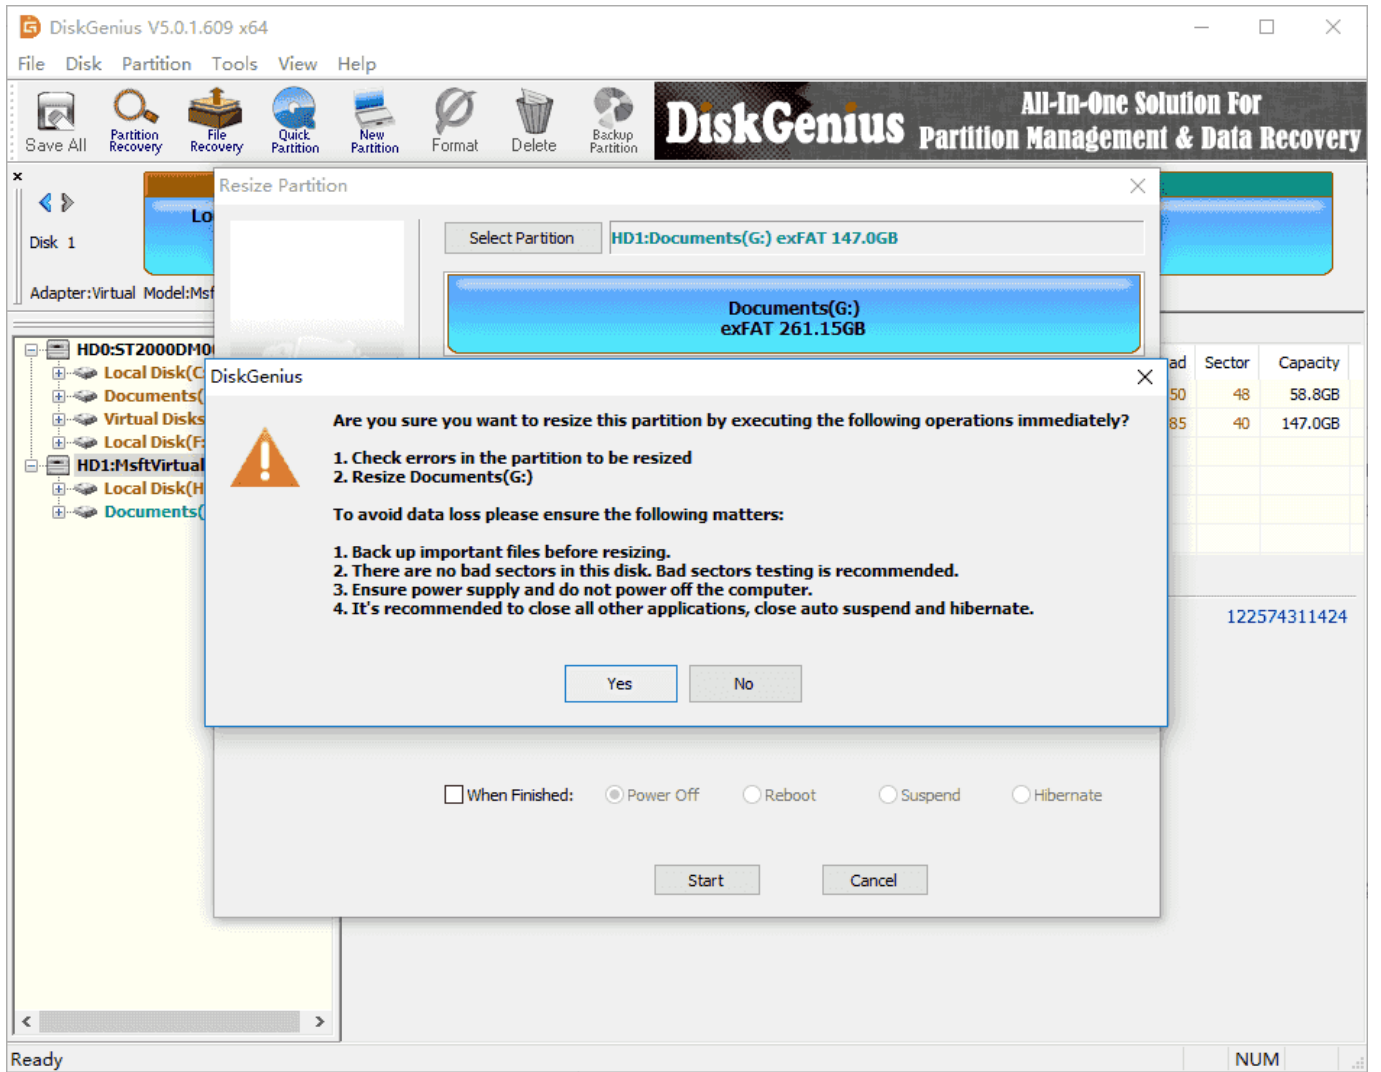 DiskGenius V5.0.1.609 x64
File Disk Partition Tools View Help
Save All
Partition
Recovery
File
Recovery
Quick
Partition
New
Partition
Format
Delete
Backup
Partition
DiskGenius
All-In-One Solution For
Partition Management & Data Recovery
Disk 1
Lo
Adapter:Virtual Model:Msf
Resize Partition
Select Partition
HD1:Documents(G:) exFAT 147.0GB
Documents(G:)
exFAT 261.15GB
HD0:ST2000DM0
Local Disk(C
Documents(
Virtual Disks
Local Disk(F:
HD1:MsftVirtual
Local Disk(H
Documents(
ad Sector Capacity
50 48 58.8GB
85 40 147.0GB
122574311424
DiskGenius
Are you sure you want to resize this partition by executing the following operations immediately?
1. Check errors in the partition to be resized
2. Resize Documents(G:)
To avoid data loss please ensure the following matters:
1. Back up important files before resizing.
2. There are no bad sectors in this disk. Bad sectors testing is recommended.
3. Ensure power supply and do not power off the computer.
4. It's recommended to close all other applications, close auto suspend and hibernate.
Yes No
When Finished: Power Off Reboot Suspend Hibernate
Start Cancel
Ready
NUM